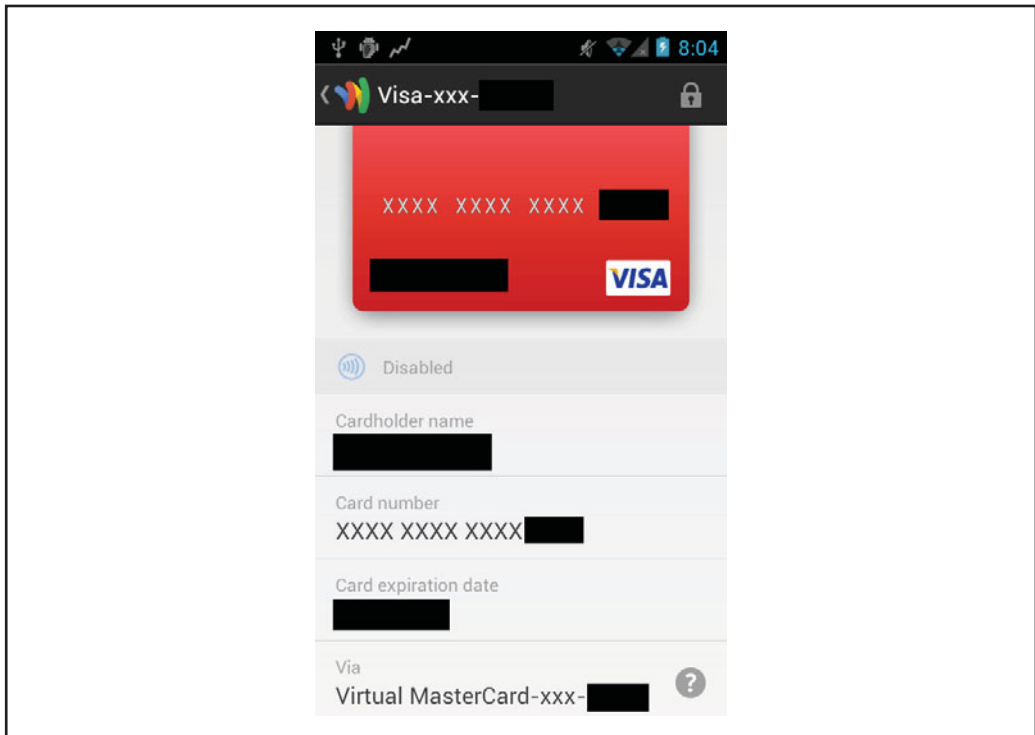 8:04
Visa-xxx-
XXXX XXXX XXXX
VISA
Disabled
Cardholder name
Card number
XXXX XXXX XXXX
Card expiration date
Via
Virtual MasterCard-xxx-
?